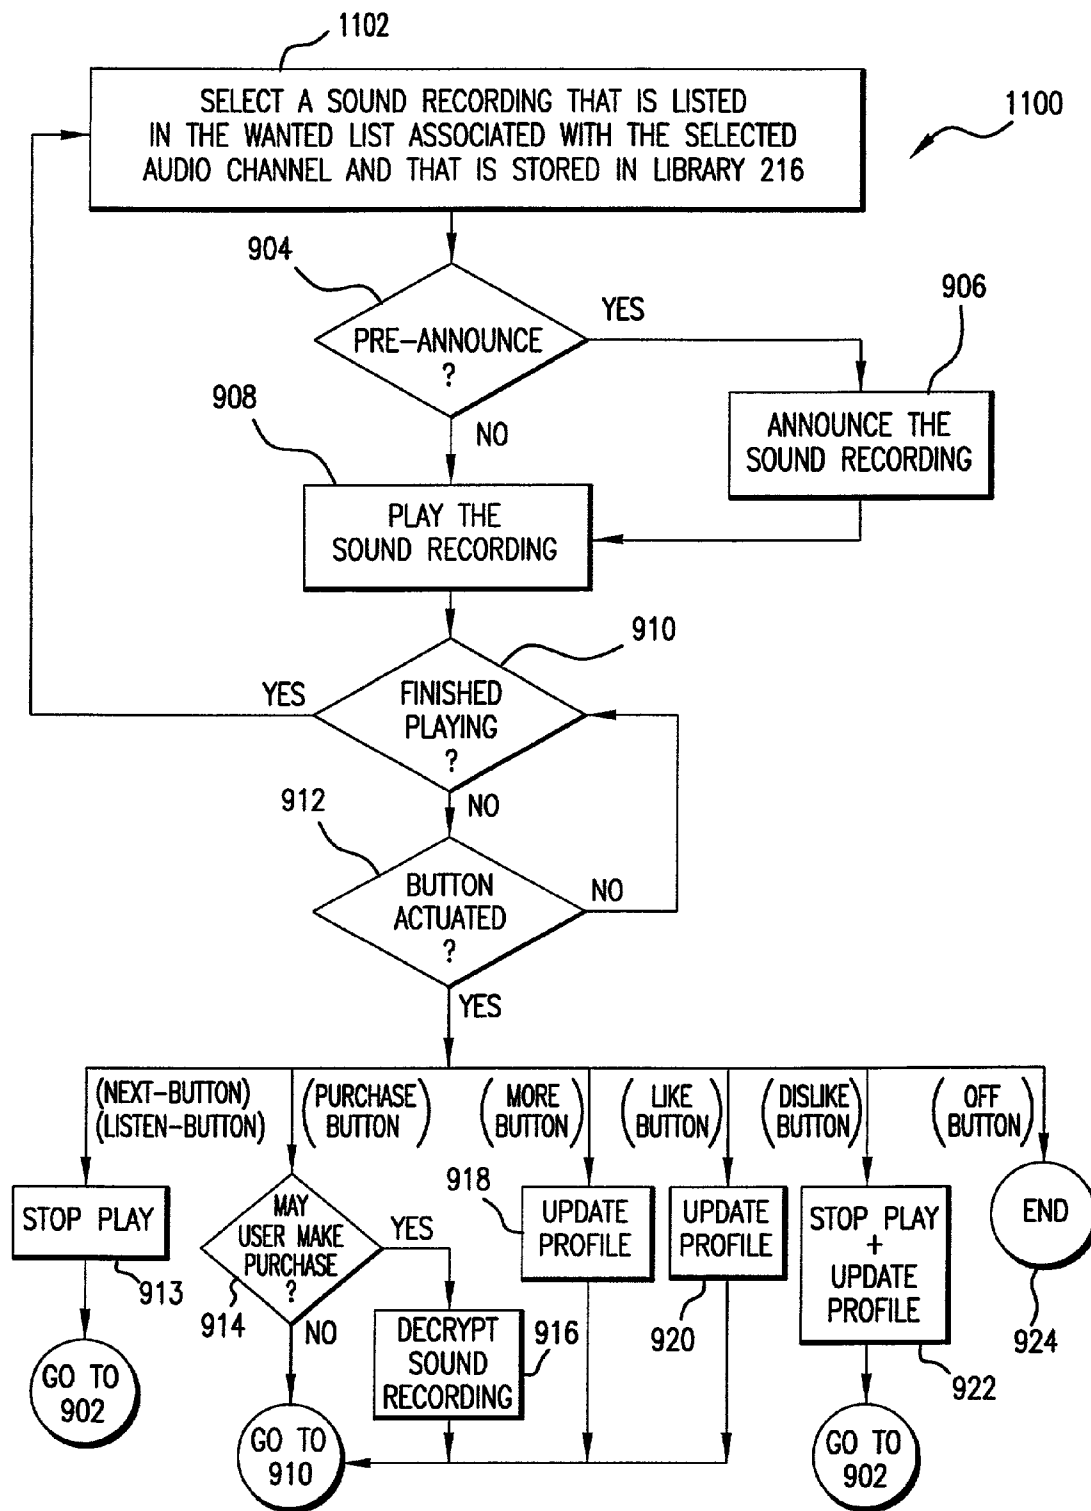 1102
1100
SELECT A SOUND RECORDING THAT IS LISTED
IN THE WANTED LIST ASSOCIATED WITH THE SELECTED
AUDIO CHANNEL AND THAT IS STORED IN LIBRARY 216
904
PRE-ANNOUNCE
?
YES
NO
906
ANNOUNCE THE
SOUND RECORDING
908
PLAY THE
SOUND RECORDING
910
FINISHED
PLAYING
?
YES
NO
912
BUTTON
ACTUATED
?
NO
YES
(NEXT-BUTTON)
(LISTEN-BUTTON)
(PURCHASE
BUTTON)
(MORE
BUTTON)
(LIKE
BUTTON)
(DISLIKE
BUTTON)
(OFF
BUTTON)
STOP PLAY
913
GO TO
902
MAY
USER MAKE
PURCHASE
?
914
YES
NO
DECRYPT
SOUND
RECORDING
916
GO TO
910
918
UPDATE
PROFILE
UPDATE
PROFILE
920
STOP PLAY
+
UPDATE
PROFILE
922
GO TO
902
END
924